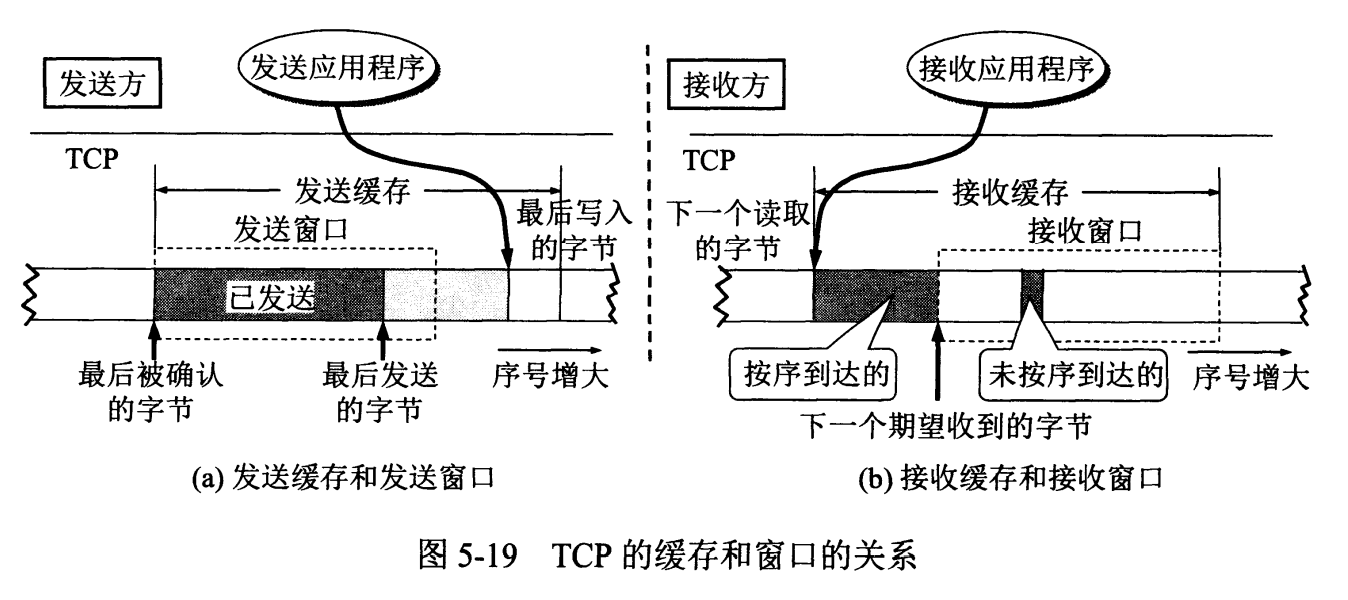 发送方
发送应用程序
TCP
发送缓存
发送窗口
最后写入
的字节
已发送
最后被确认
的字节
最后发送
的字节
序号增大
(a) 发送缓存和发送窗口
接收方
接收应用程序
TCP
接收缓存
下一个读取
的字节
接收窗口
按序到达的
未按序到达的
序号增大
下一个期望收到的字节
(b) 接收缓存和接收窗口
图 5-19 TCP 的缓存和窗口的关系